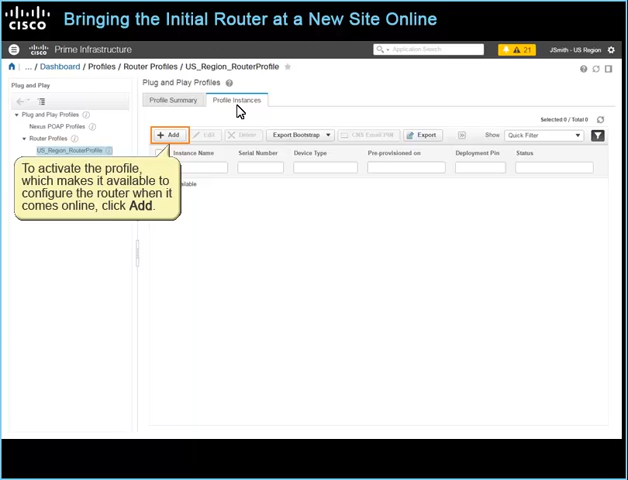 CISCO
Bringing the Initial Router at a New Site Online
CISCO
Prime Infrastructure
Application Search
21
JSmith - US Region
... / Dashboard / Profiles / Router Profiles / US_Region_RouterProfile
Plug and Play
Plug and Play Profiles
Nexus POAP Profiles
Router Profiles
US_Region_RouterProfile
Plug and Play Profiles
Profile Summary
Profile Instances
Selected 0 / Total 0
Add
Edit
Delete
Export Bootstrap
Export
Show
Quick Filter
Instance Name
Serial Number
Device Type
Pre-provisioned on
Deployment Pin
Status
To activate the profile,
which makes it available to
configure the router when it
comes online, click Add.